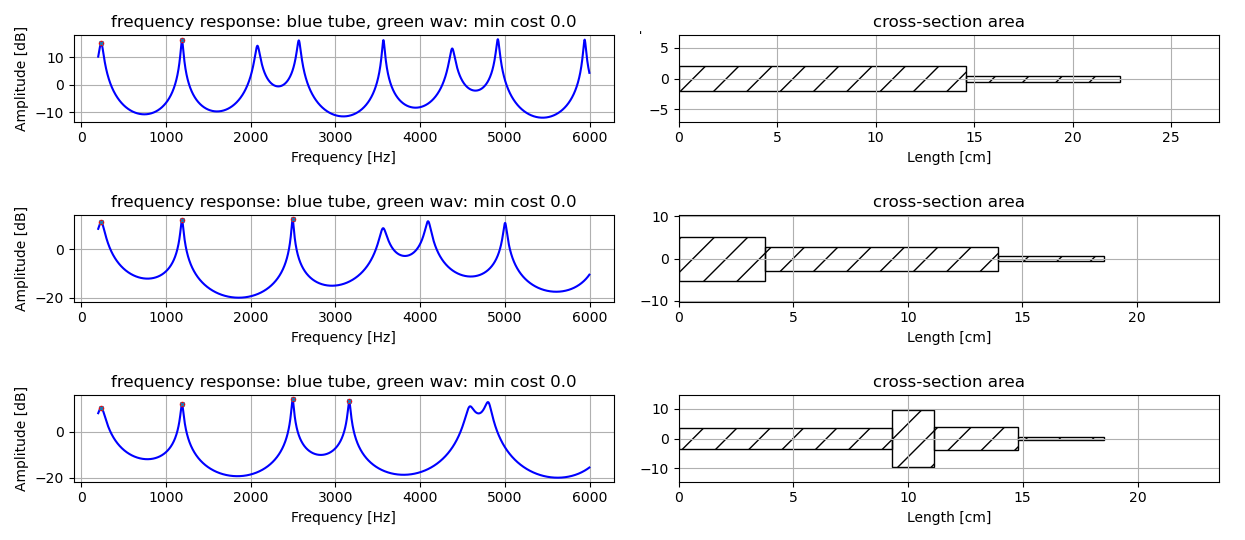 frequency response: blue tube, green wav: min cost 0.0
cross-section area
Amplitude [dB]
10
0
−10
0 1000 2000 3000 4000 5000 6000
Frequency [Hz]
5
0
−5
0 5 10 15 20 25
Length [cm]
frequency response: blue tube, green wav: min cost 0.0
cross-section area
Amplitude [dB]
0
−20
0 1000 2000 3000 4000 5000 6000
Frequency [Hz]
10
0
−10
0 5 10 15 20
Length [cm]
frequency response: blue tube, green wav: min cost 0.0
cross-section area
Amplitude [dB]
0
−20
0 1000 2000 3000 4000 5000 6000
Frequency [Hz]
10
0
−10
0 5 10 15 20
Length [cm]